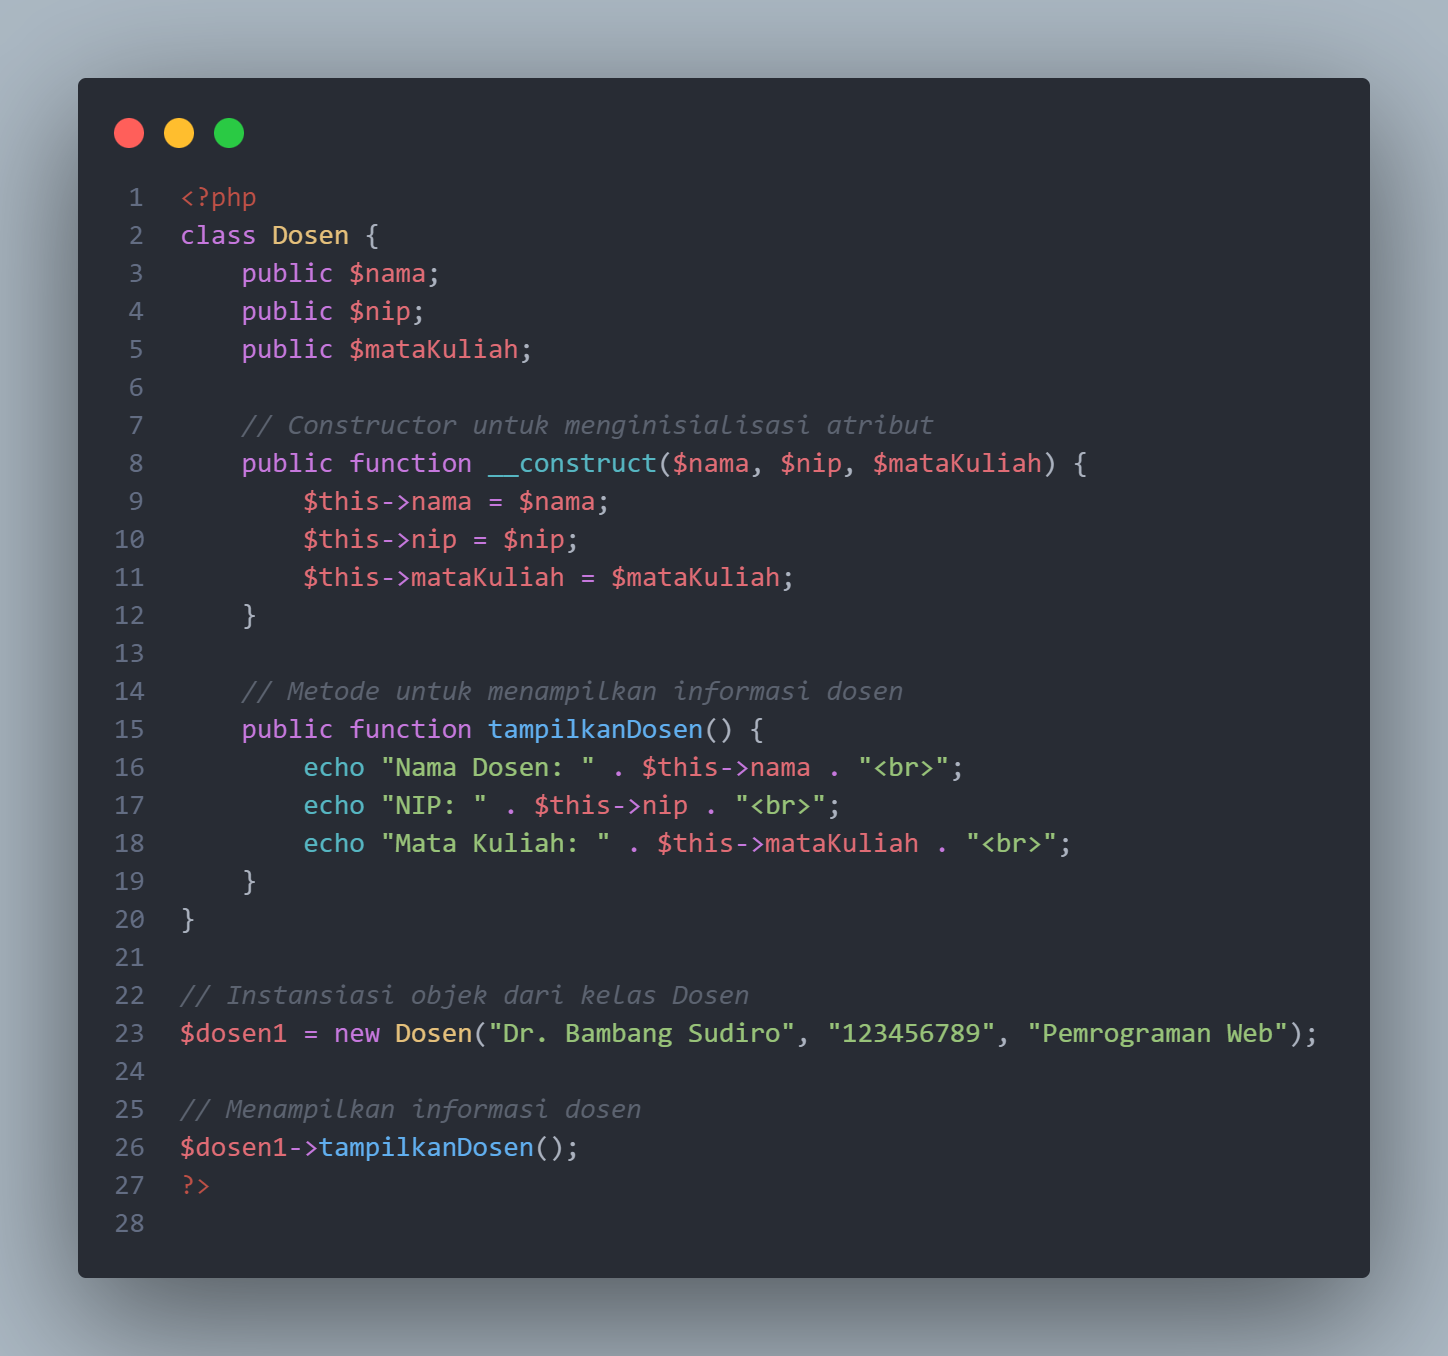 1 <?php
2 class Dosen {
3     public $nama;
4     public $nip;
5     public $mataKuliah;
6
7     // Constructor untuk menginisialisasi atribut
8     public function __construct($nama, $nip, $mataKuliah) {
9         $this->nama = $nama;
10         $this->nip = $nip;
11         $this->mataKuliah = $mataKuliah;
12     }
13
14     // Metode untuk menampilkan informasi dosen
15     public function tampilkanDosen() {
16         echo "Nama Dosen: " . $this->nama . "<br>";
17         echo "NIP: " . $this->nip . "<br>";
18         echo "Mata Kuliah: " . $this->mataKuliah . "<br>";
19     }
20 }
21
22 // Instansiasi objek dari kelas Dosen
23 $dosen1 = new Dosen("Dr. Bambang Sudiro", "123456789", "Pemrograman Web");
24
25 // Menampilkan informasi dosen
26 $dosen1->tampilkanDosen();
27 ?>
28